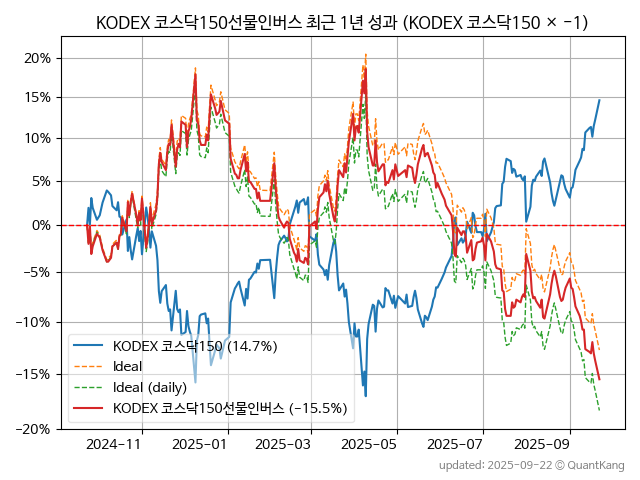 KODEX 코스닥150선물인버스 최근 1년 성과 (KODEX 코스닥150 × −1)
20%
15%
10%
5%
0%
−5%
−10%
−15%
−20%
KODEX 코스닥150 (14.7%)
Ideal
Ideal (daily)
KODEX 코스닥150선물인버스 (−15.5%)
2024-11
2025-01
2025-03
2025-05
2025-07
2025-09
updated: 2025-09-22 © QuantKang